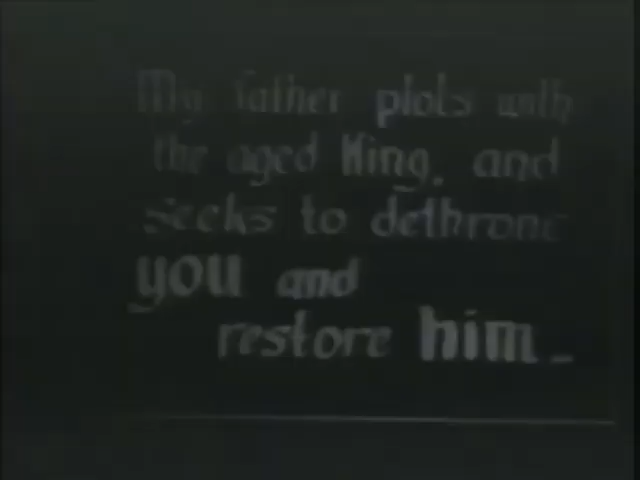 My father plots with
the aged King, and
seeks to dethrone
you and
restore him _